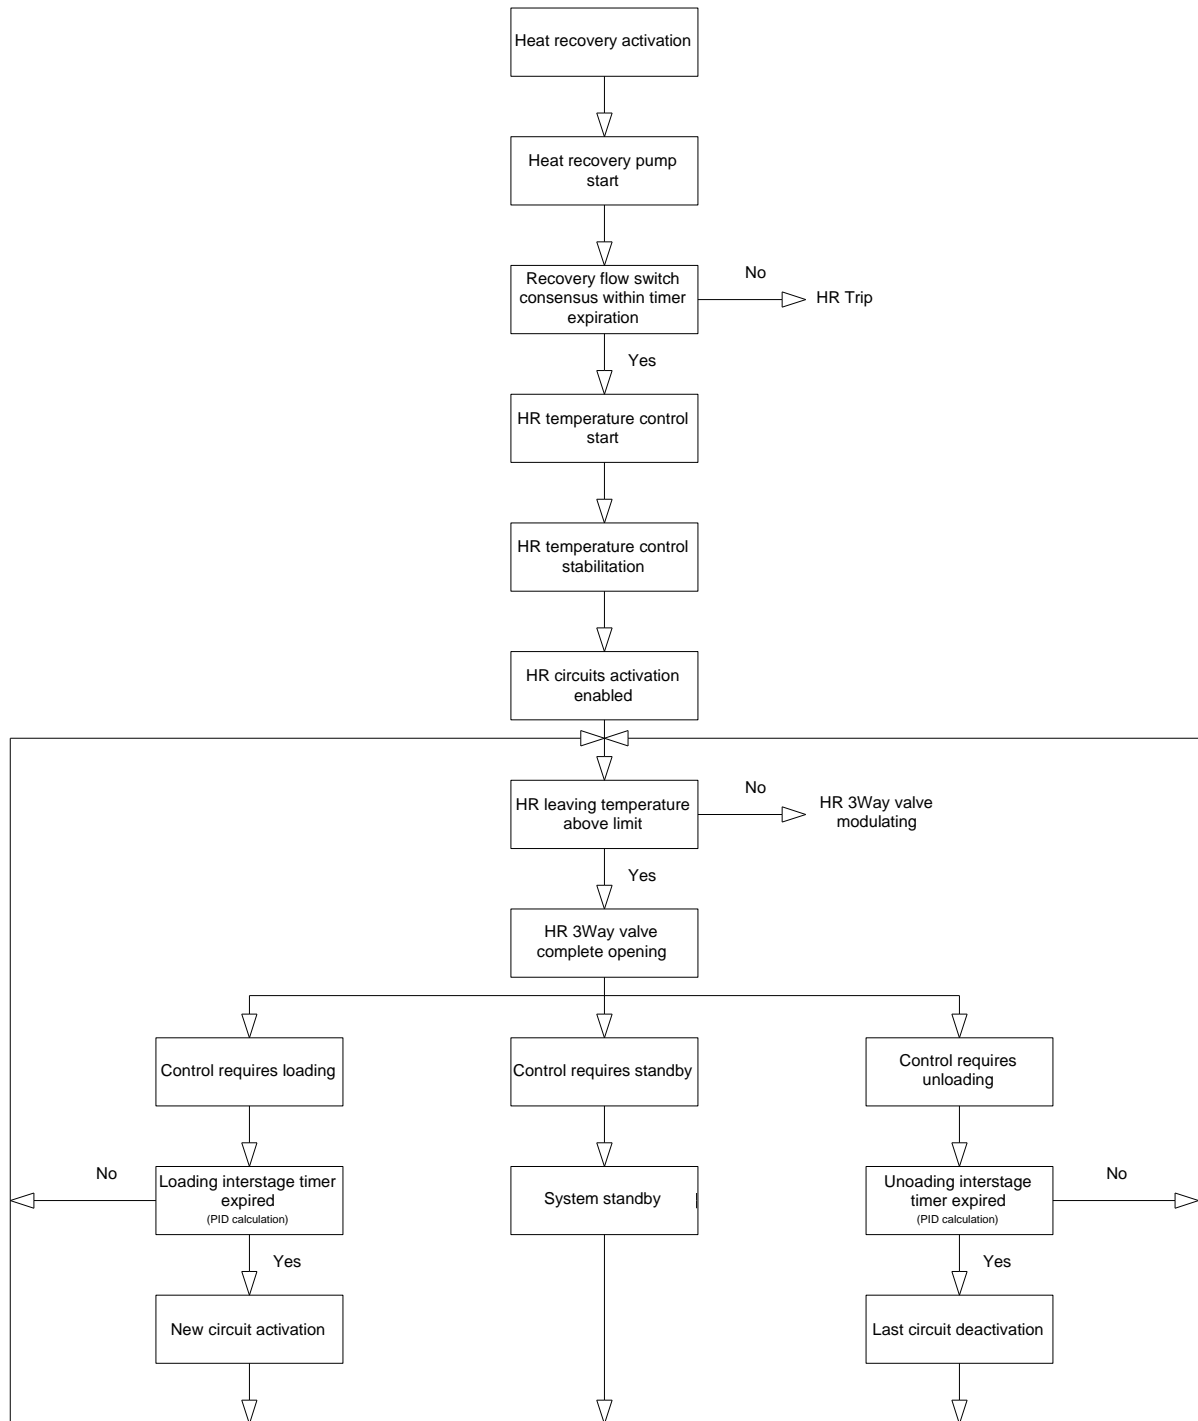 Heat recovery activation
Heat recovery pump
start
Recovery flow switch
consensus within timer
expiration
No
HR Trip
Yes
HR temperature control
start
HR temperature control
stabilitation
HR circuits activation
enabled
HR leaving temperature
above limit
No
HR 3Way valve
modulating
Yes
HR 3Way valve
complete opening
Control requires loading
Control requires standby
Control requires
unloading
No
Loading interstage timer
expired
(PID calculation)
System standby
Unoading interstage
timer expired
(PID calculation)
No
Yes
Yes
New circuit activation
Last circuit deactivation